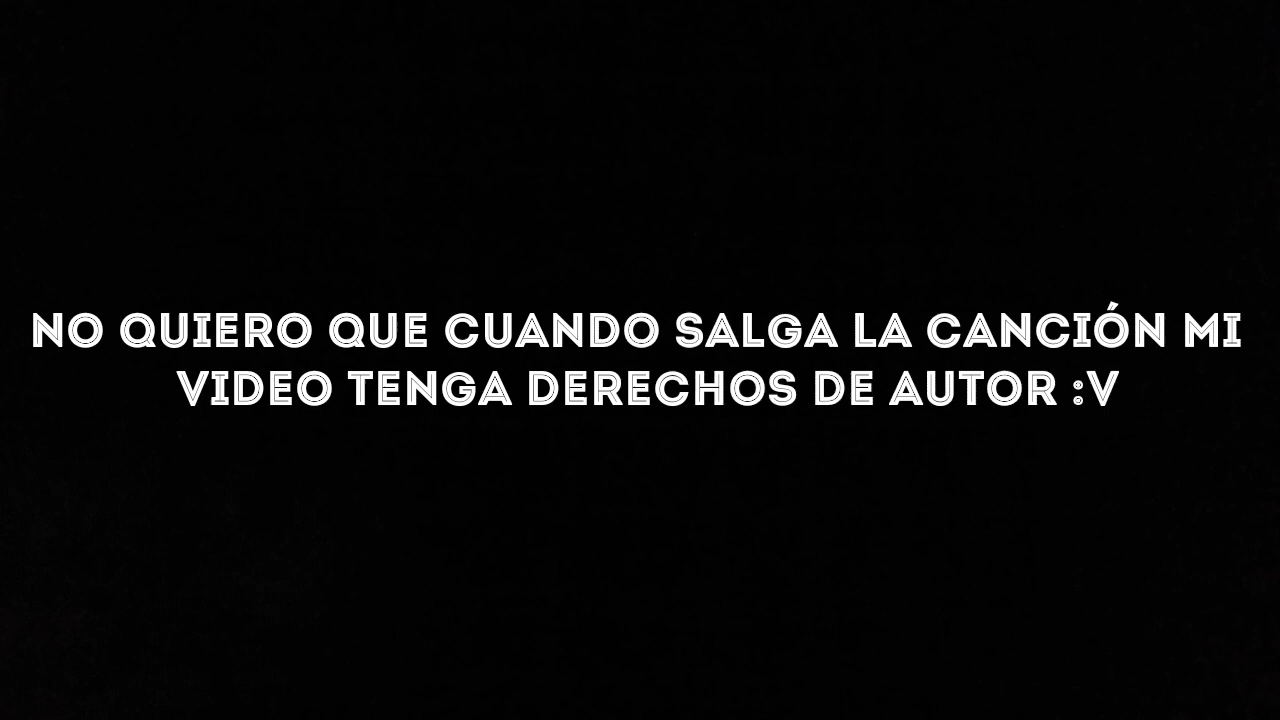 NO QUIERO QUE CUANDO SALGA LA CANCIÓN MI
VIDEO TENGA DERECHOS DE AUTOR :V